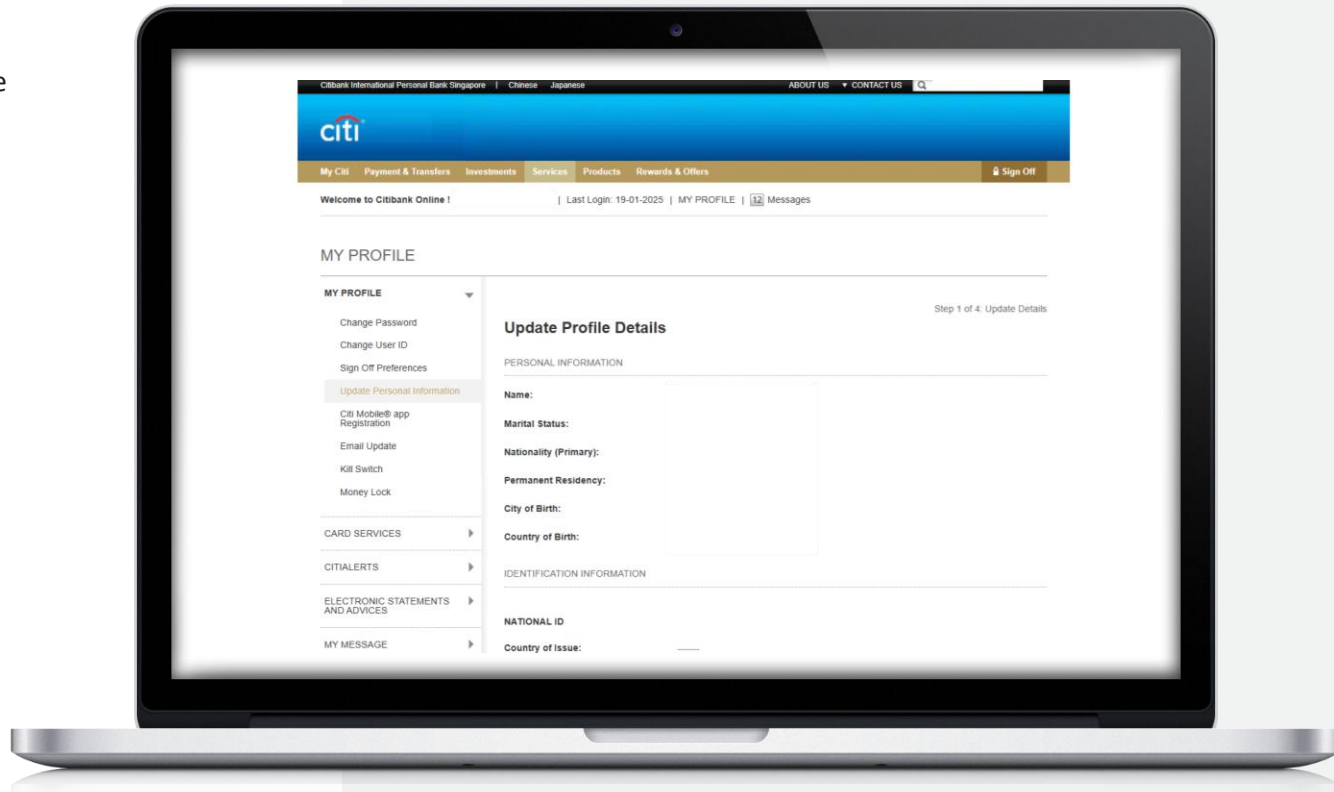 e
Citibank International Personal Bank Singapore | Chinese Japanese ABOUT US ▼ CONTACT US
citi
My Citi Payment & Transfers Investments Services Products Rewards & Offers Sign Off
Welcome to Citibank Online ! | Last Login: 19-01-2025 | MY PROFILE | 12 Messages
MY PROFILE
MY PROFILE
Change Password
Change User ID
Sign Off Preferences
Update Personal Information
Citi Mobile® app
Registration
Email Update
Kill Switch
Money Lock
CARD SERVICES
CITIALERTS
ELECTRONIC STATEMENTS
AND ADVICES
MY MESSAGE
Step 1 of 4: Update Details
Update Profile Details
PERSONAL INFORMATION
Name:
Marital Status:
Nationality (Primary):
Permanent Residency:
City of Birth:
Country of Birth:
IDENTIFICATION INFORMATION
NATIONAL ID
Country of Issue: -------